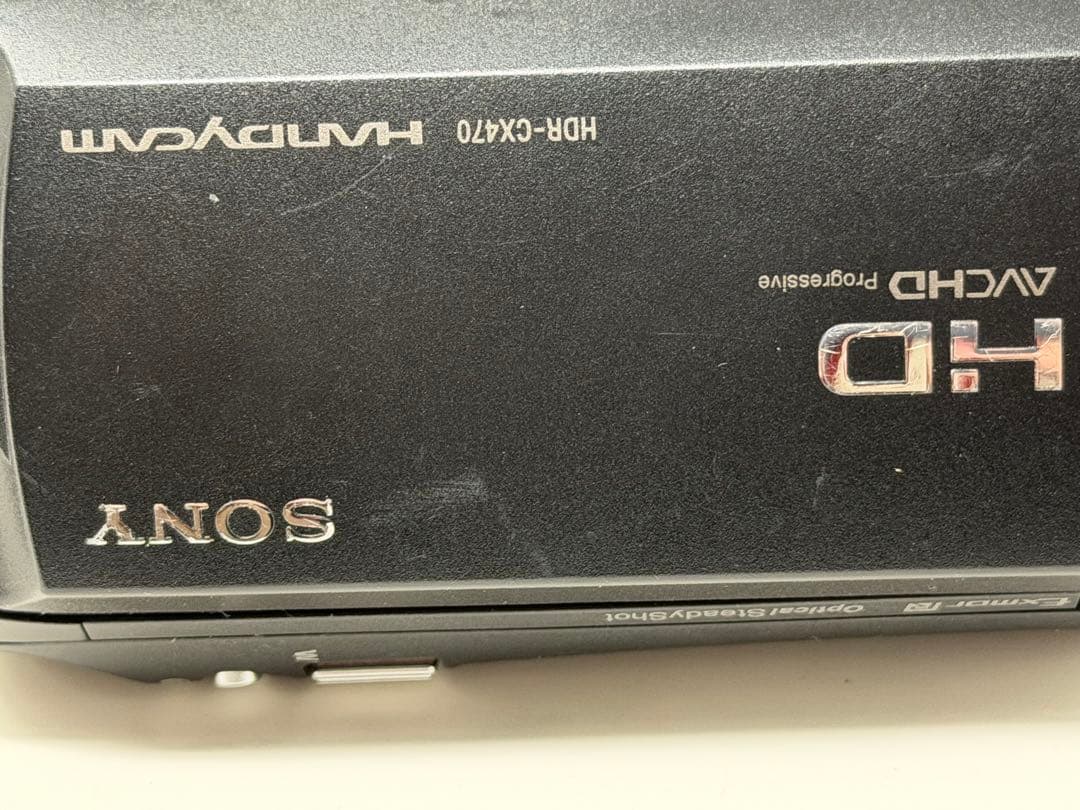 Exmor R Optical SteadyShot
SONY
HD
AVCHD Progressive
HDR-CX470 HANDYCAM
W